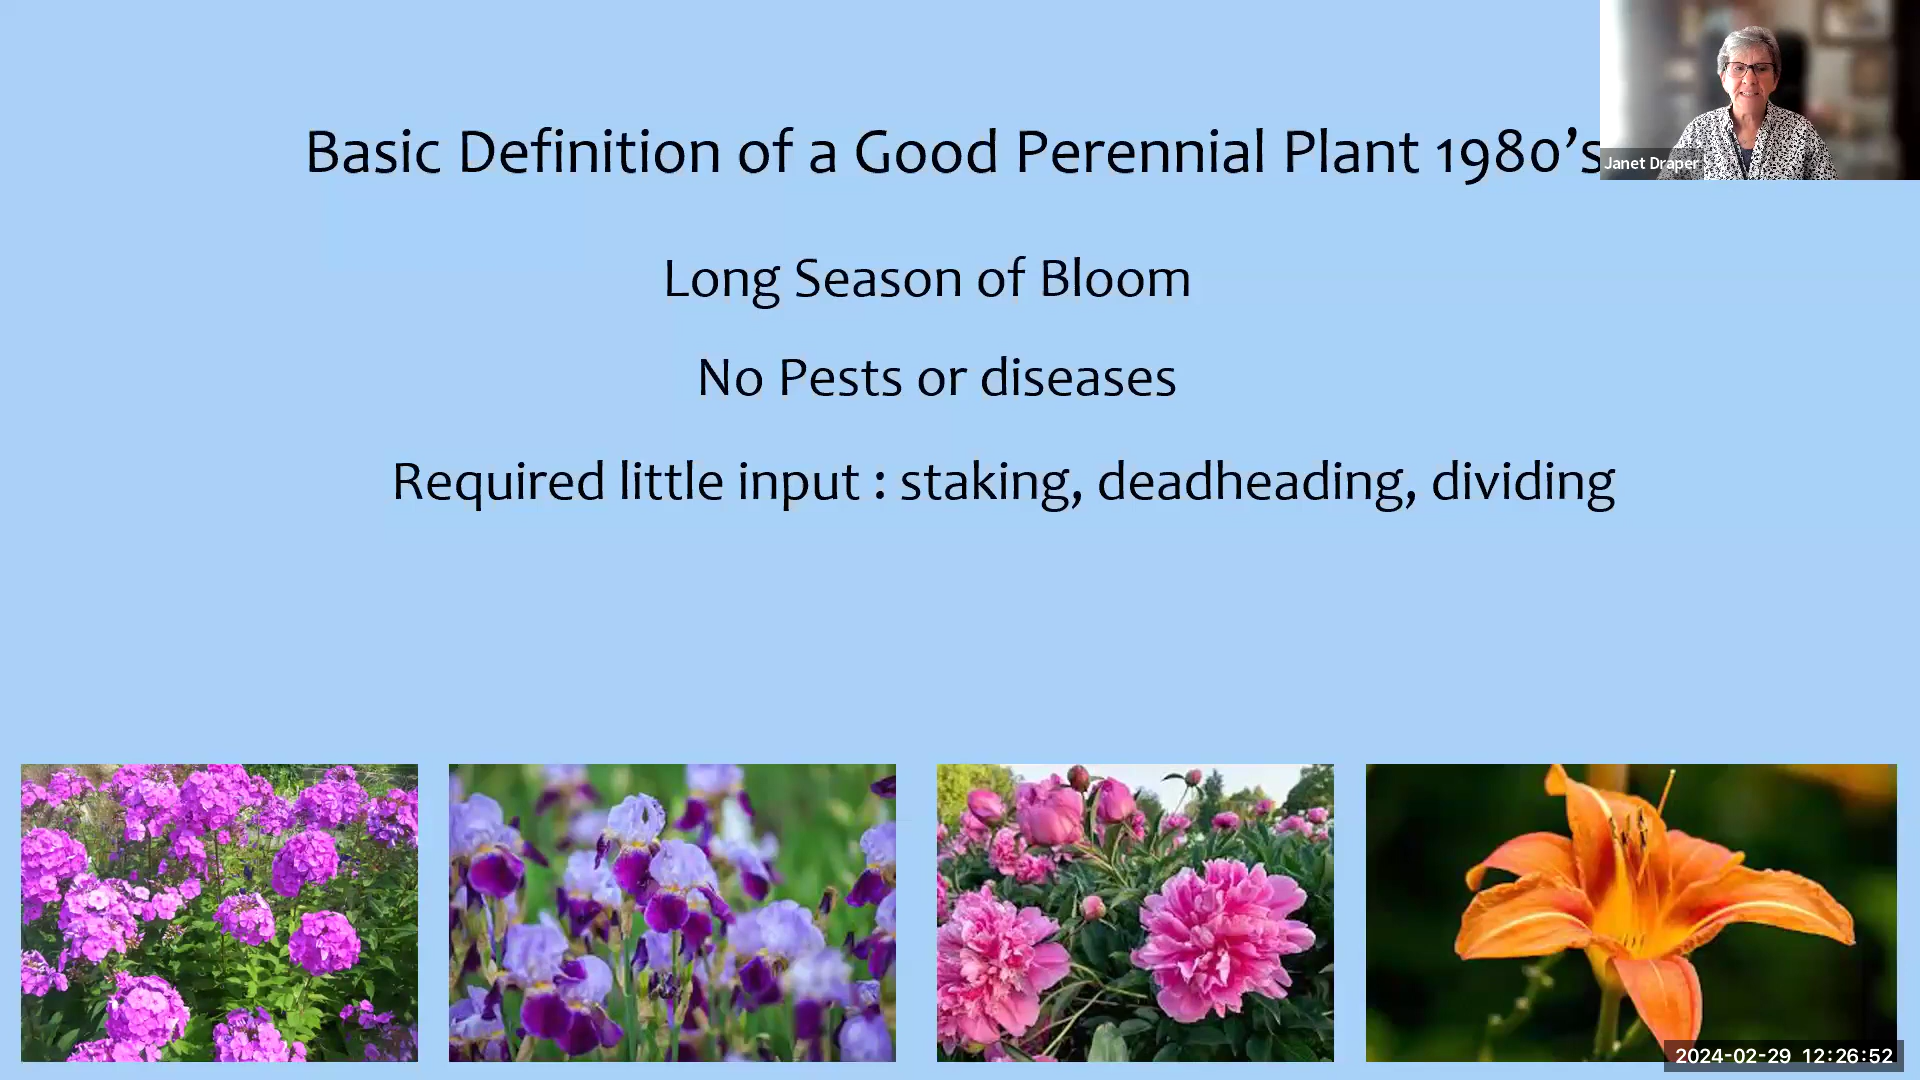 Basic Definition of a Good Perennial Plant 1980’s
Janet Draper
Long Season of Bloom
No Pests or diseases
Required little input : staking, deadheading, dividing
2024-02-29 12:26:52